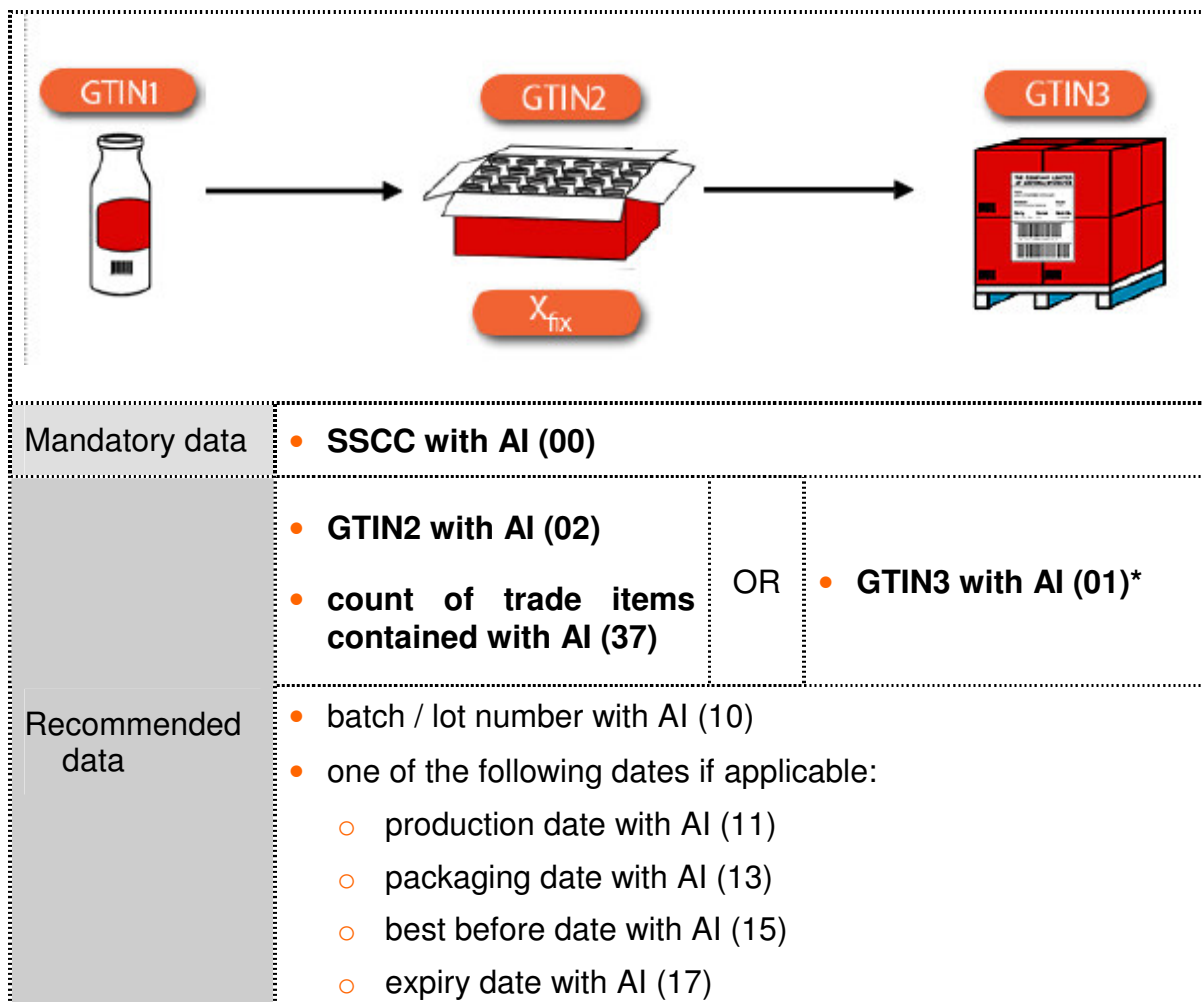 GTIN1
GTIN2
GTIN3
Xfix
Mandatory data
• SSCC with AI (00)
Recommended
data
• GTIN2 with AI (02)
• count of trade items
contained with AI (37)
OR
• GTIN3 with AI (01)*
• batch / lot number with AI (10)
• one of the following dates if applicable:
o production date with AI (11)
o packaging date with AI (13)
o best before date with AI (15)
o expiry date with AI (17)